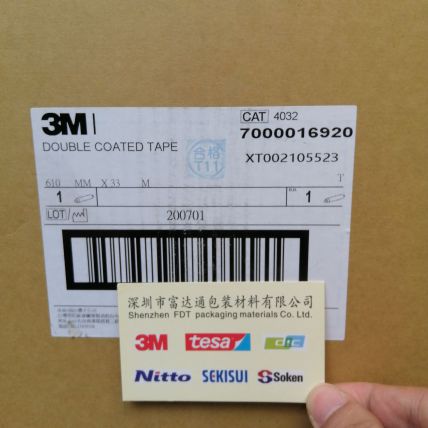 3M
CAT 4032
DOUBLE COATED TAPE
7000016920
合格
T11
XT002105523
610 MM X 33 M T
1 1
LOT 200701
深圳市富达通包装材料有限公司
Shenzhen FDT packaging materials Co. Ltd.
3M tesa dic
Nitto SEKISUI Soken